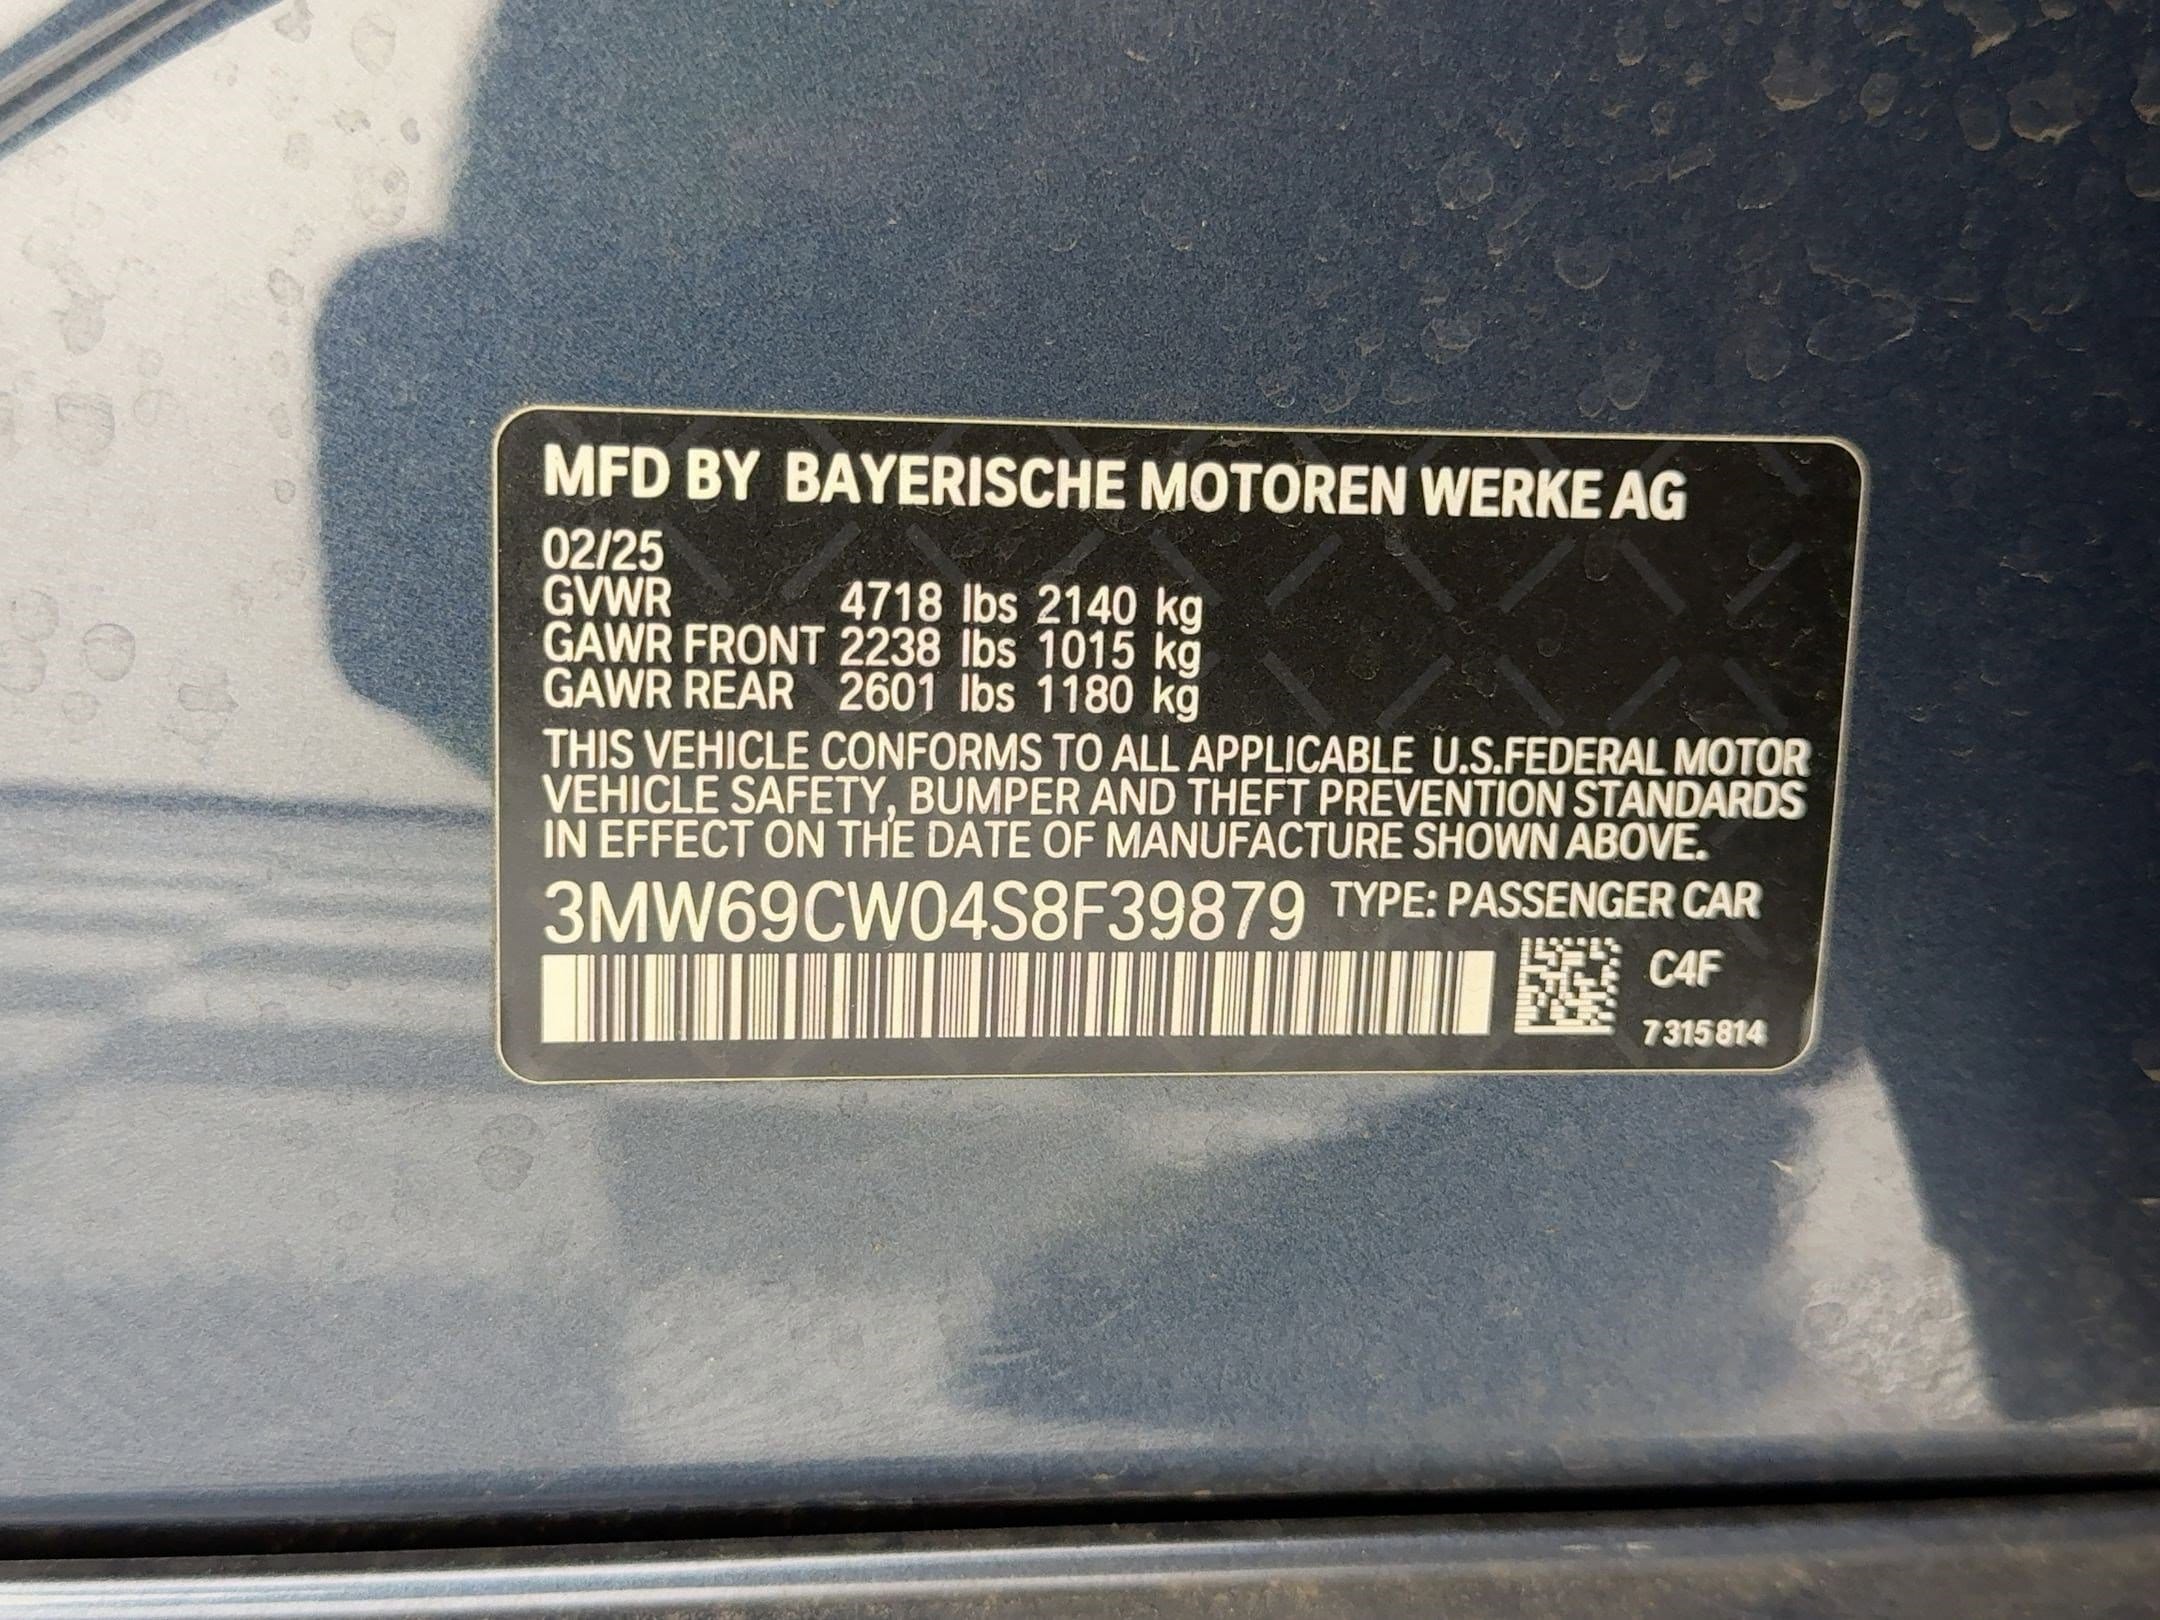 MFD BY BAYERISCHE MOTOREN WERKE AG
02/25
GVWR 4718 lbs 2140 kg
GAWR FRONT 2238 lbs 1015 kg
GAWR REAR 2601 lbs 1180 kg
THIS VEHICLE CONFORMS TO ALL APPLICABLE U.S.FEDERAL MOTOR
VEHICLE SAFETY, BUMPER AND THEFT PREVENTION STANDARDS
IN EFFECT ON THE DATE OF MANUFACTURE SHOWN ABOVE.
3MW69CW04S8F39879 TYPE: PASSENGER CAR
C4F
7315814